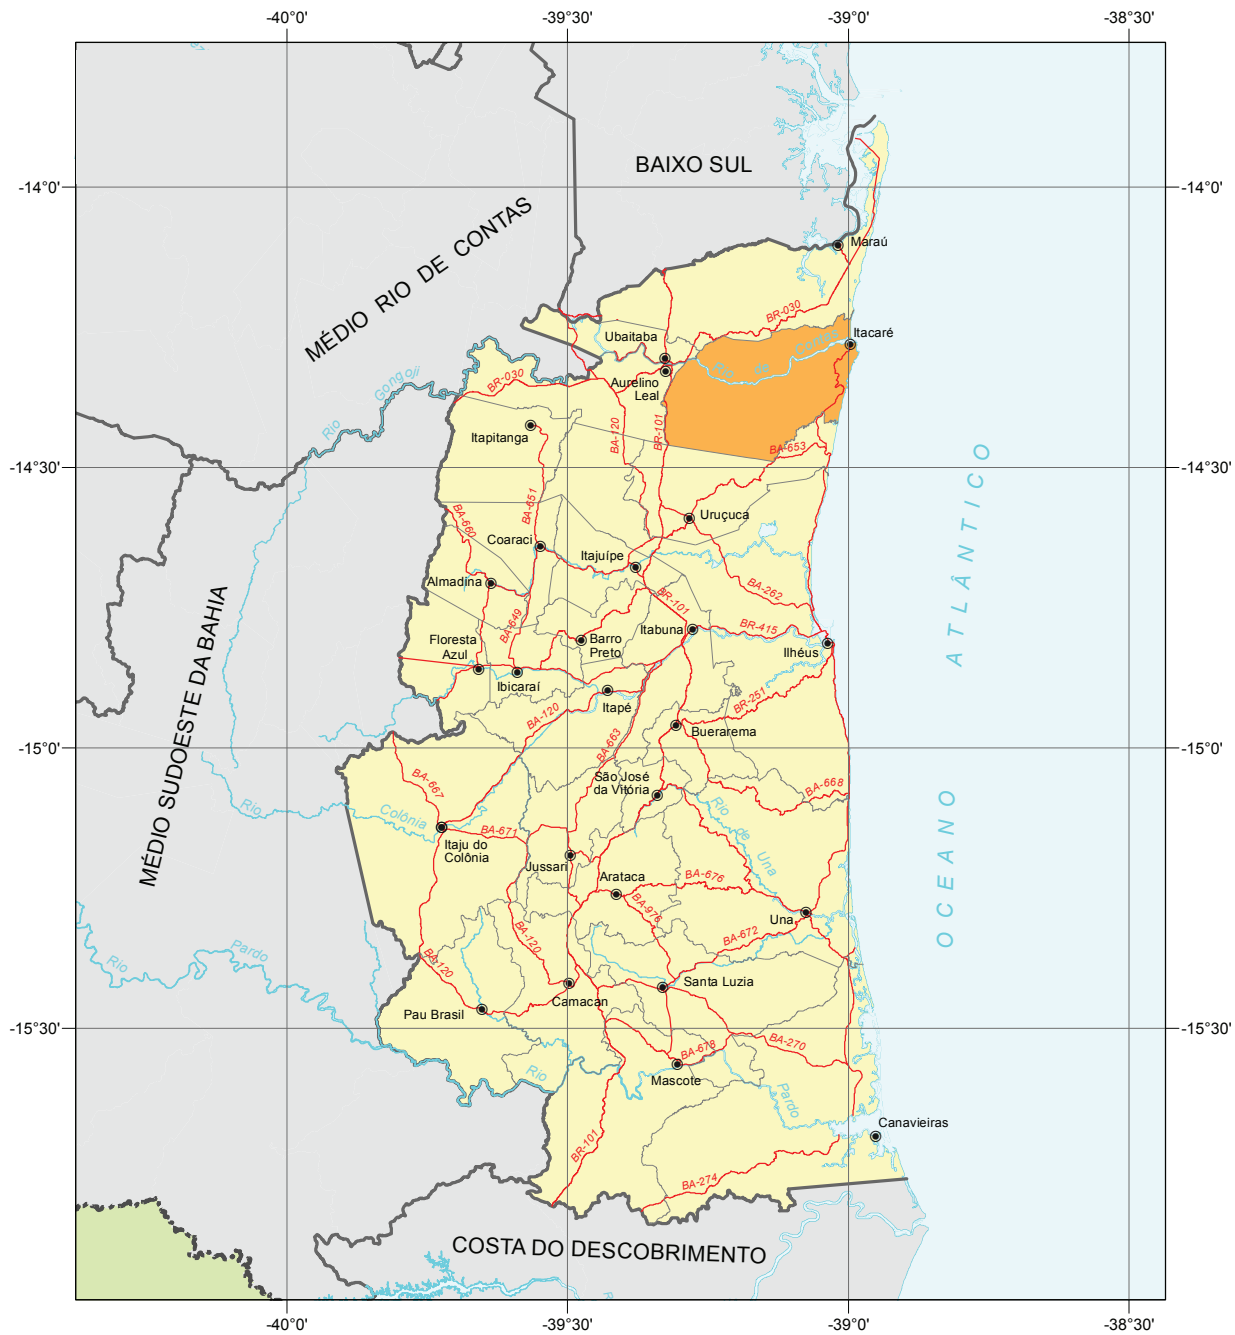 -40°0'
-39°30'
-39°0'
-38°30'
BAIXO SUL
-14°0'
-14°0'
MÉDIO RIO DE CONTAS
Maraú
BR-030
Itacaré
Ubaitaba
Rio de Contas
Aurelino
Leal
BR-030
Rio Gongoji
Itapitanga
BA-120
BR-101
BA-653
-14°30'
-14°30'
OCEANO ATLÂNTICO
BA-651
BA-660
Uruçuca
Coaraci
Itajuípe
Almadina
BA-262
BR-101
BA-649
Itabuna
BR-415
Floresta
Azul
Barro
Preto
Ilhéus
Ibicaraí
Itapé
BR-251
BA-120
Buerarema
BA-663
-15°0'
-15°0'
MÉDIO SUDOESTE DA BAHIA
São José
da Vitória
BA-667
BA-668
Rio Colônia
Rio de Una
BA-671
Itaju do
Colônia
Jussari
Arataca
BA-676
BA-976
Una
BA-672
BA-120
BA-120
Rio Pardo
Santa Luzia
Camacan
Pau Brasil
-15°30'
-15°30'
BA-270
BA-678
Mascote
Rio
Pardo
Canavieiras
BR-101
BA-274
COSTA DO DESCOBRIMENTO
-40°0'
-39°30'
-39°0'
-38°30'